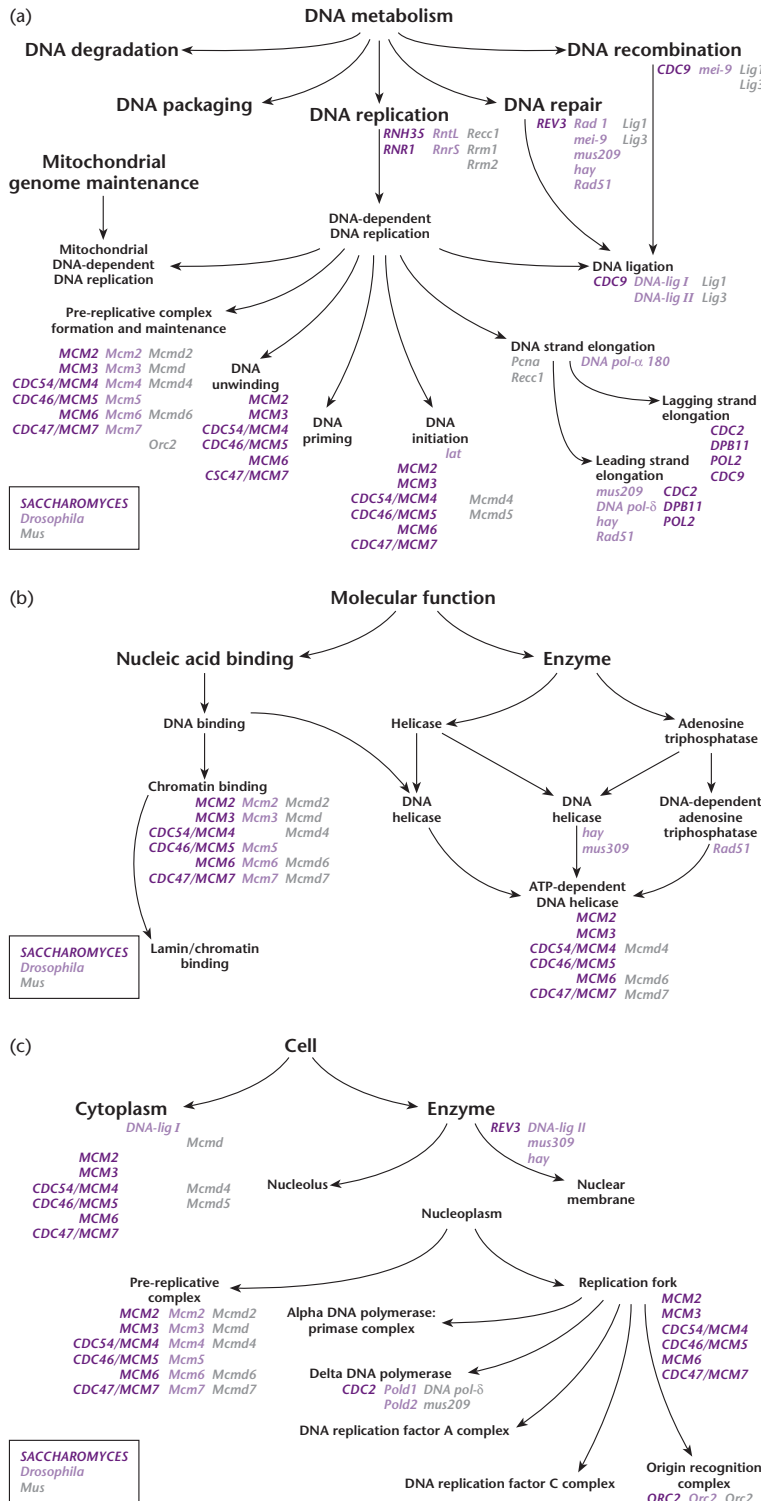 (a)
DNA metabolism
DNA degradation
DNA recombination
CDC9 mei-9 Lig1
Lig3
DNA packaging
DNA replication
RNH35 RntL Recc1
RNR1 RnrS Rrm1
Rrm2
DNA repair
REV3 Rad 1 Lig1
mei-9 Lig3
mus209
hay
Rad51
Mitochondrial
genome maintenance
DNA-dependent
DNA replication
Mitochondrial
DNA-dependent
DNA replication
DNA ligation
CDC9 DNA-lig I Lig1
DNA-lig II Lig3
Pre-replicative complex
formation and maintenance
MCM2 Mcm2 Mcmd2
MCM3 Mcm3 Mcmd
CDC54/MCM4 Mcm4 Mcmd4
CDC46/MCM5 Mcm5
MCM6 Mcm6 Mcmd6
CDC47/MCM7 Mcm7
Orc2
DNA
unwinding
MCM2
MCM3
CDC54/MCM4
CDC46/MCM5
MCM6
CSC47/MCM7
DNA
priming
DNA
initiation
lat
MCM2
MCM3
CDC54/MCM4 Mcmd4
CDC46/MCM5 Mcmd5
MCM6
CDC47/MCM7
DNA strand elongation
Pcna DNA pol-α 180
Recc1
Lagging strand
elongation
CDC2
DPB11
POL2
CDC9
Leading strand
elongation
mus209 CDC2
DNA pol-δ DPB11
hay POL2
Rad51
SACCHAROMYCES
Drosophila
Mus
(b)
Molecular function
Nucleic acid binding
Enzyme
DNA binding
Helicase
Adenosine
triphosphatase
Chromatin binding
MCM2 Mcm2 Mcmd2
MCM3 Mcm3 Mcmd
CDC54/MCM4 Mcmd4
CDC46/MCM5 Mcm5
MCM6 Mcm6 Mcmd6
CDC47/MCM7 Mcm7 Mcmd7
DNA
helicase
DNA
helicase
hay
mus309
DNA-dependent
adenosine
triphosphatase
Rad51
ATP-dependent
DNA helicase
MCM2
MCM3
CDC54/MCM4 Mcmd4
CDC46/MCM5
MCM6 Mcmd6
CDC47/MCM7 Mcmd7
Lamin/chromatin
binding
SACCHAROMYCES
Drosophila
Mus
(c)
Cell
Cytoplasm
DNA-lig I
Mcmd
MCM2
MCM3
CDC54/MCM4 Mcmd4
CDC46/MCM5 Mcmd5
MCM6
CDC47/MCM7
Enzyme
REV3 DNA-lig II
mus309
hay
Nucleolus
Nuclear
membrane
Nucleoplasm
Pre-replicative
complex
MCM2 Mcm2 Mcmd2
MCM3 Mcm3 Mcmd
CDC54/MCM4 Mcm4 Mcmd4
CDC46/MCM5 Mcm5
MCM6 Mcm6 Mcmd6
CDC47/MCM7 Mcm7 Mcmd7
Replication fork
MCM2
MCM3
CDC54/MCM4
CDC46/MCM5
MCM6
CDC47/MCM7
Alpha DNA polymerase:
primase complex
Delta DNA polymerase
CDC2 Pold1 DNA pol-δ
Pold2 mus209
DNA replication factor A complex
DNA replication factor C complex
Origin recognition
complex
ORC2 Orc2 Orc2
SACCHAROMYCES
Drosophila
Mus